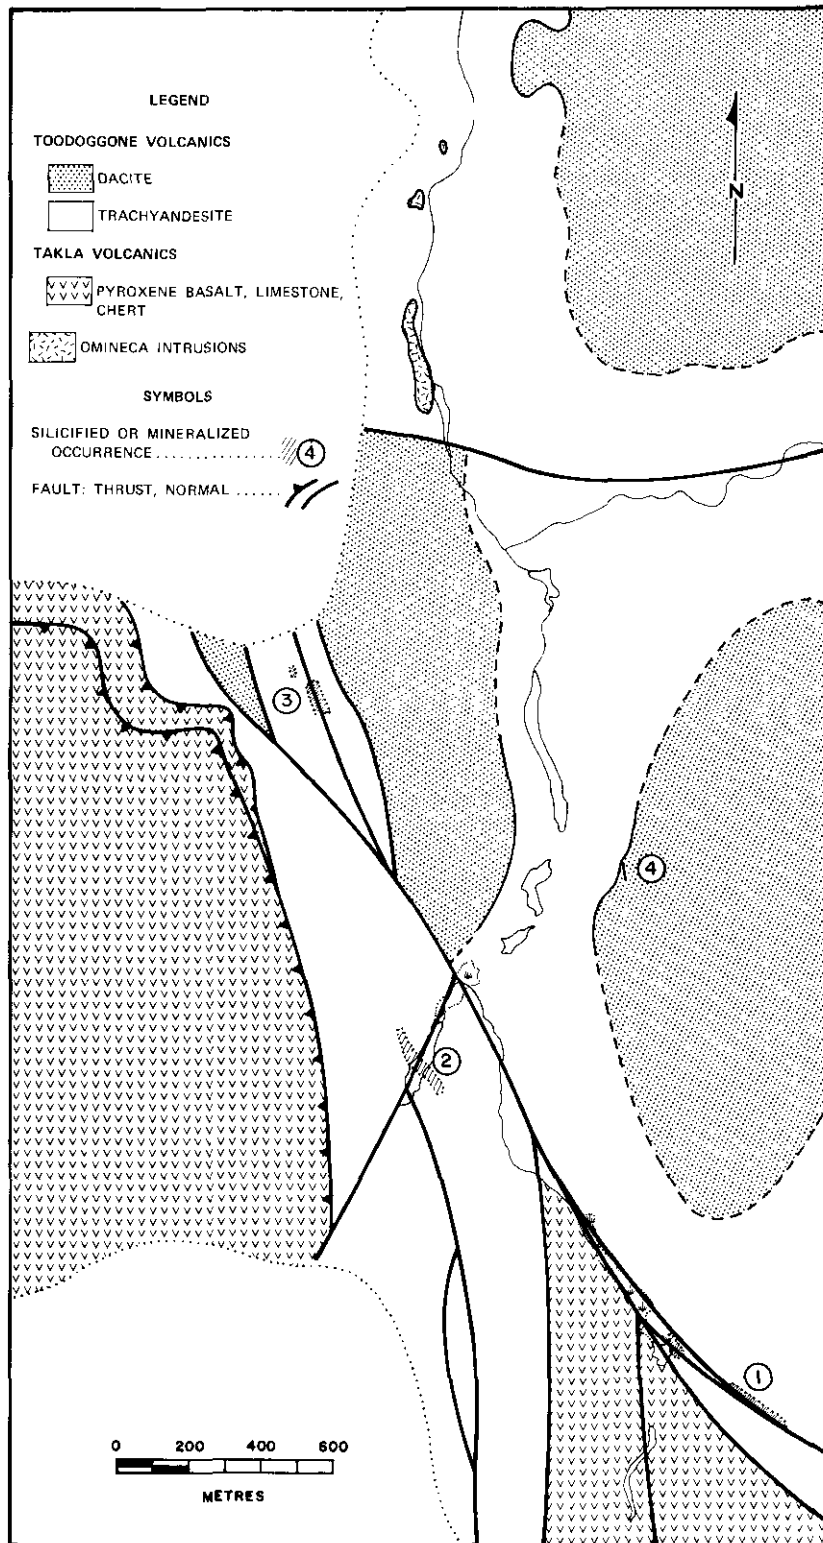 LEGEND
TOODOGGONE VOLCANICS
DACITE
TRACHYANDESITE
TAKLA VOLCANICS
PYROXENE BASALT, LIMESTONE,
CHERT
OMINECA INTRUSIONS
SYMBOLS
SILICIFIED OR MINERALIZED
OCCURRENCE .............. 4
FAULT: THRUST, NORMAL .....
N
3
4
2
1
0 200 400 600
METRES